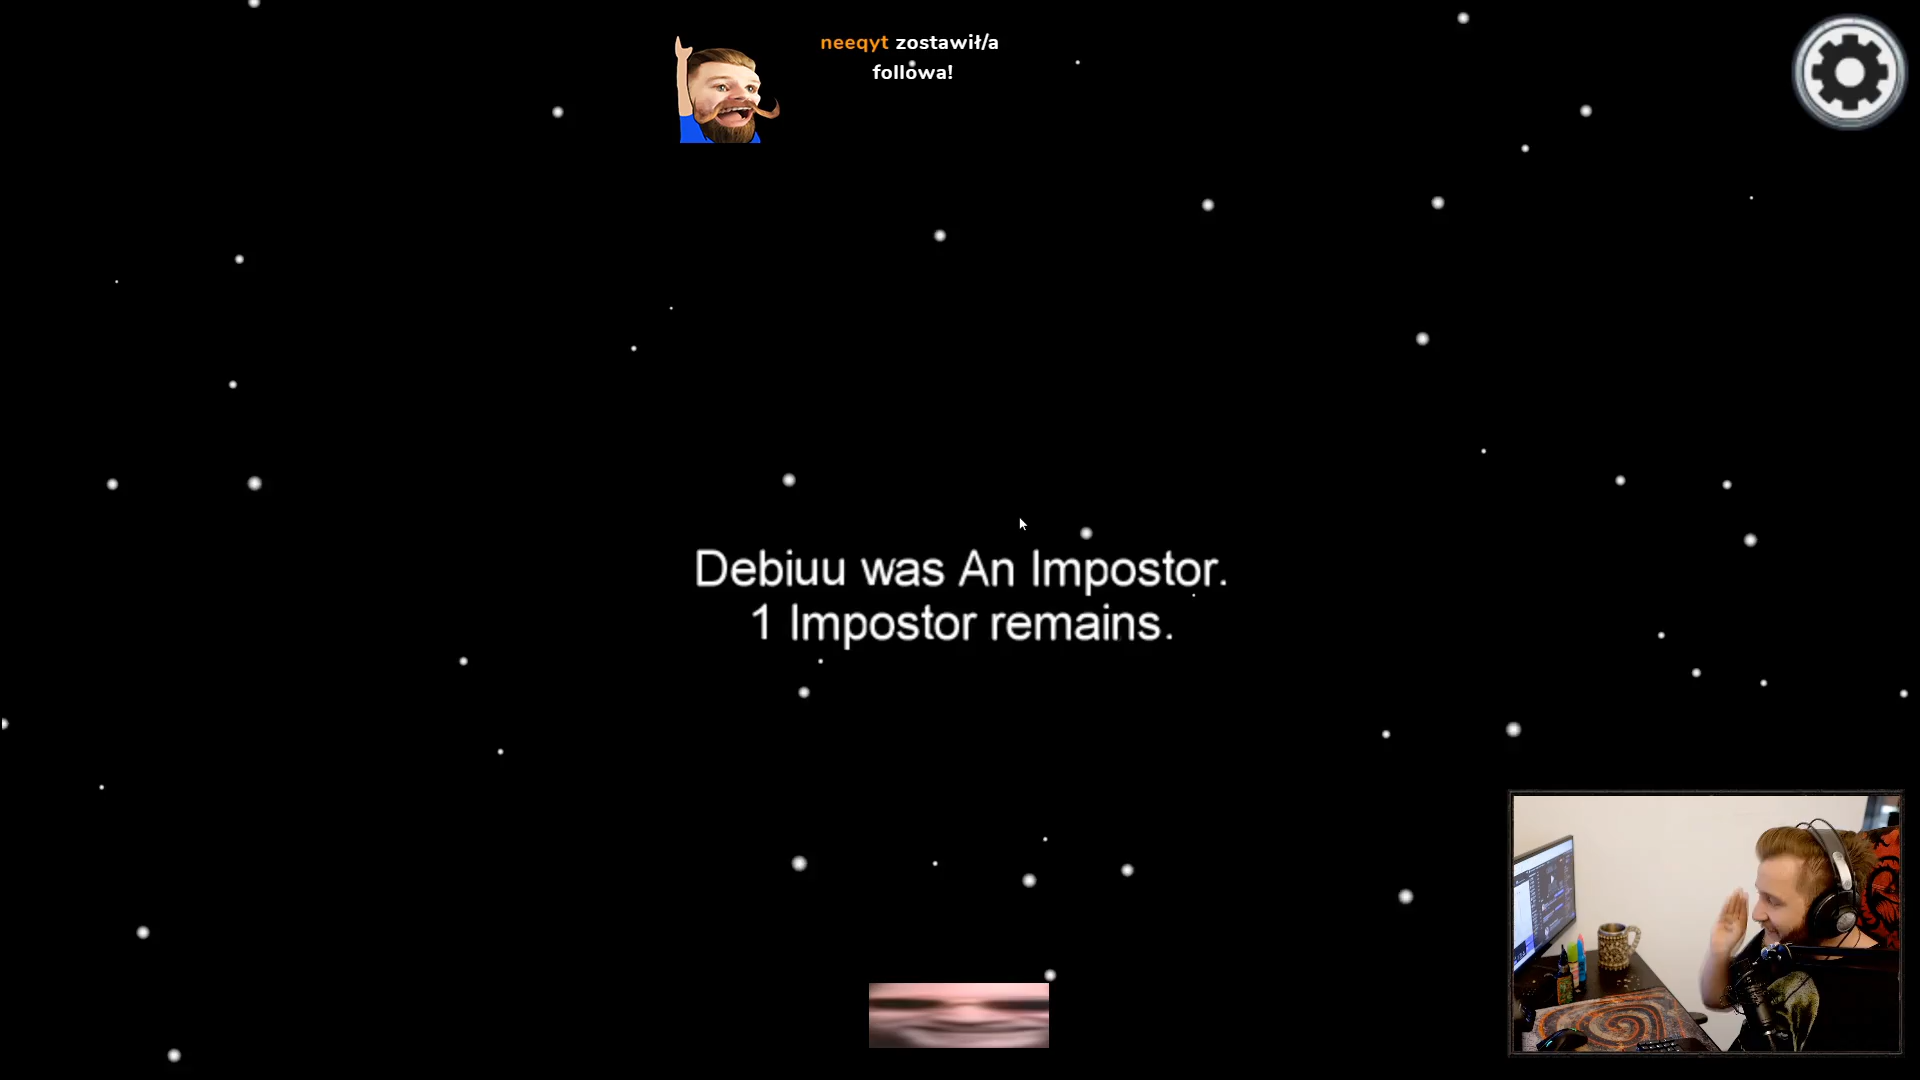 neeqyt zostawił/a
followa!
Debiuu was An Impostor.
1 Impostor remains.